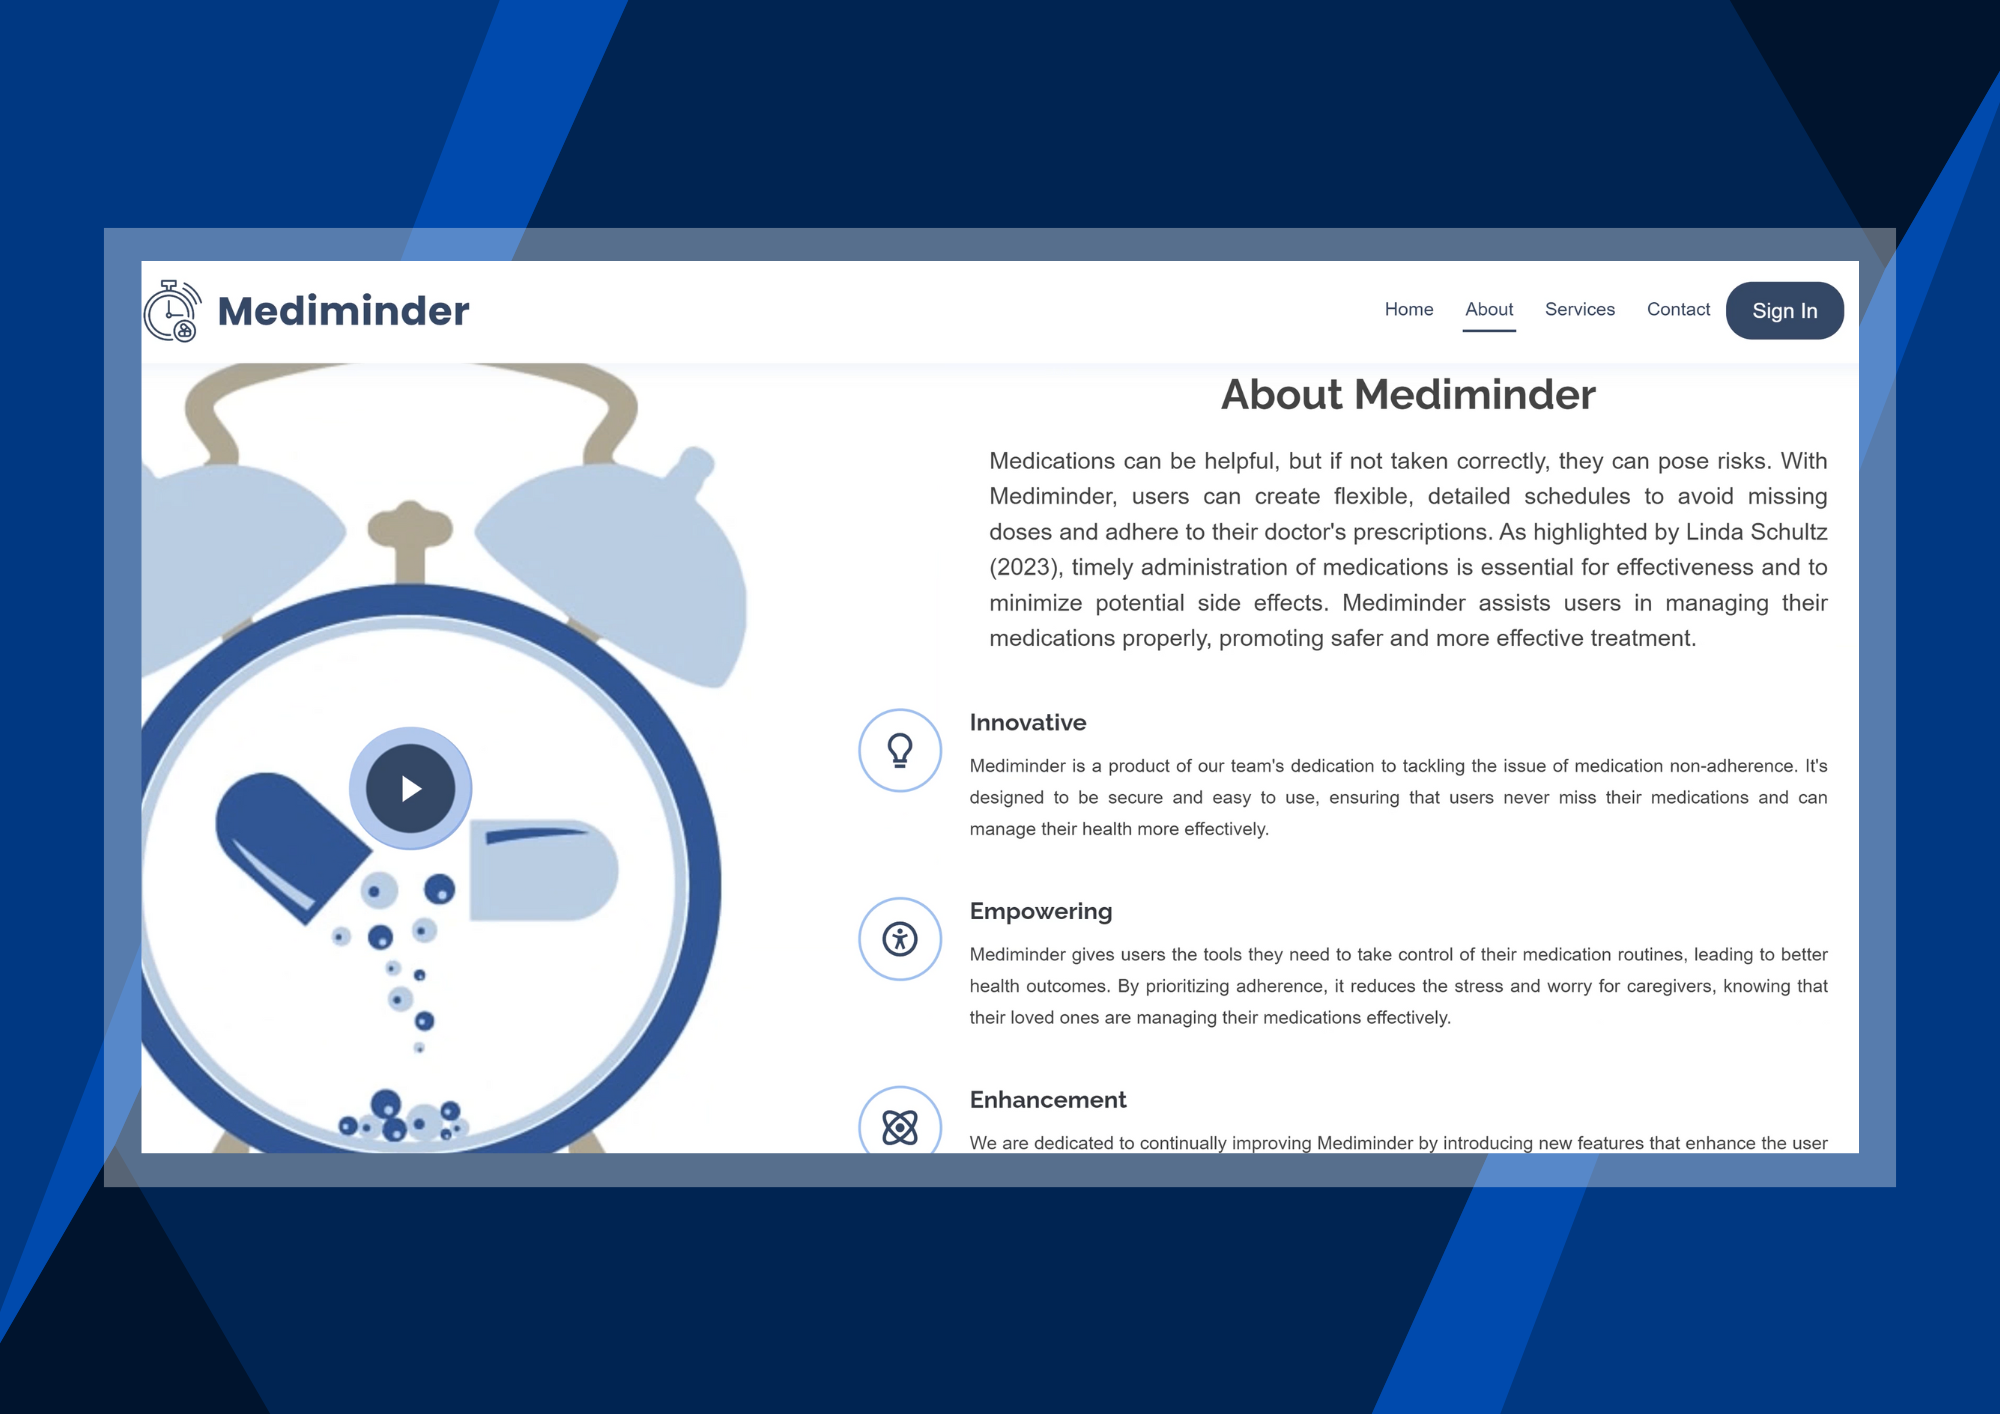 Mediminder
Home About Services Contact Sign In
About Mediminder
Medications can be helpful, but if not taken correctly, they can pose risks. With
Mediminder, users can create flexible, detailed schedules to avoid missing
doses and adhere to their doctor's prescriptions. As highlighted by Linda Schultz
(2023), timely administration of medications is essential for effectiveness and to
minimize potential side effects. Mediminder assists users in managing their
medications properly, promoting safer and more effective treatment.
Innovative
Mediminder is a product of our team's dedication to tackling the issue of medication non-adherence. It's
designed to be secure and easy to use, ensuring that users never miss their medications and can
manage their health more effectively.
Empowering
Mediminder gives users the tools they need to take control of their medication routines, leading to better
health outcomes. By prioritizing adherence, it reduces the stress and worry for caregivers, knowing that
their loved ones are managing their medications effectively.
Enhancement
We are dedicated to continually improving Mediminder by introducing new features that enhance the user